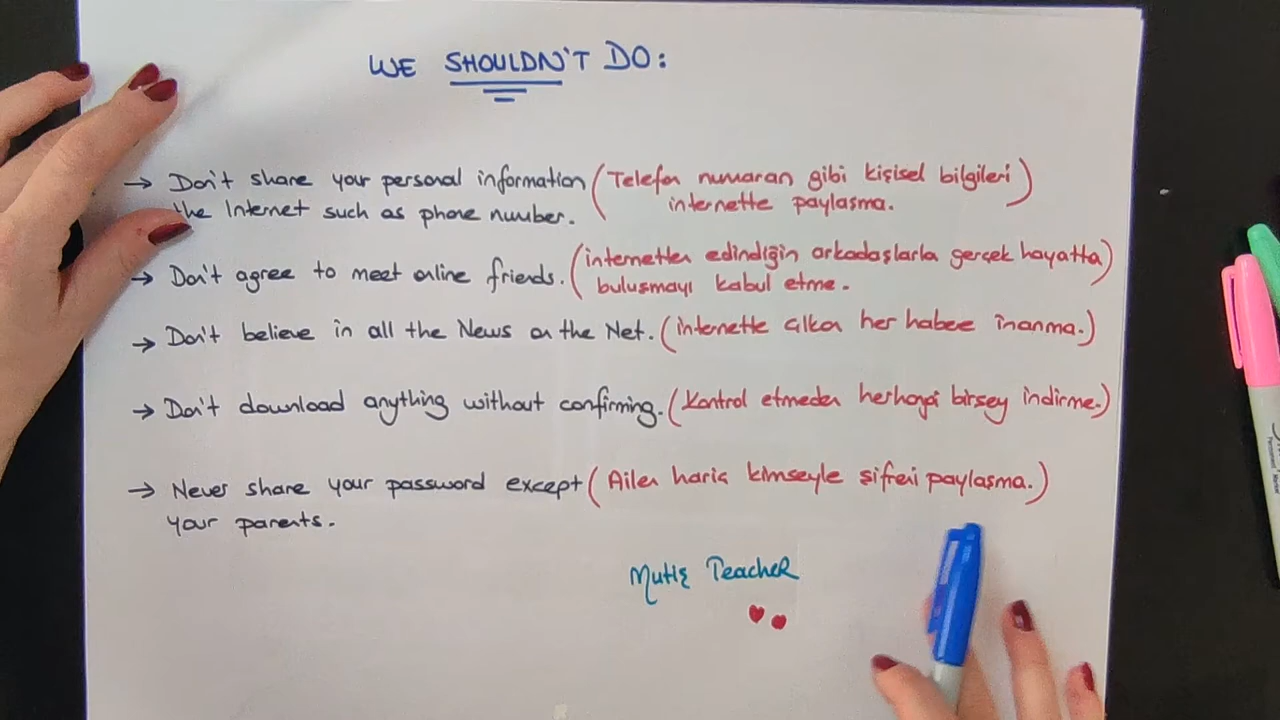 WE SHOULDN'T DO:
→ Don't share your personal information (Telefon numaran gibi kişisel bilgileri
the Internet such as phone number. internette paylaşma.)
→ Don't agree to meet online friends. (internetten edindiğin arkadaşlarla gerçek hayatta
buluşmayı kabul etme.)
→ Don't believe in all the News on the Net. (internette çıkan her habee inanma.)
→ Don't download anything without confirming. (Kontrol etmeden herhangi birşey indirme.)
→ Never share your password except (Ailen hariç kimseyle şifreni paylaşma.)
your parents.
Teacher